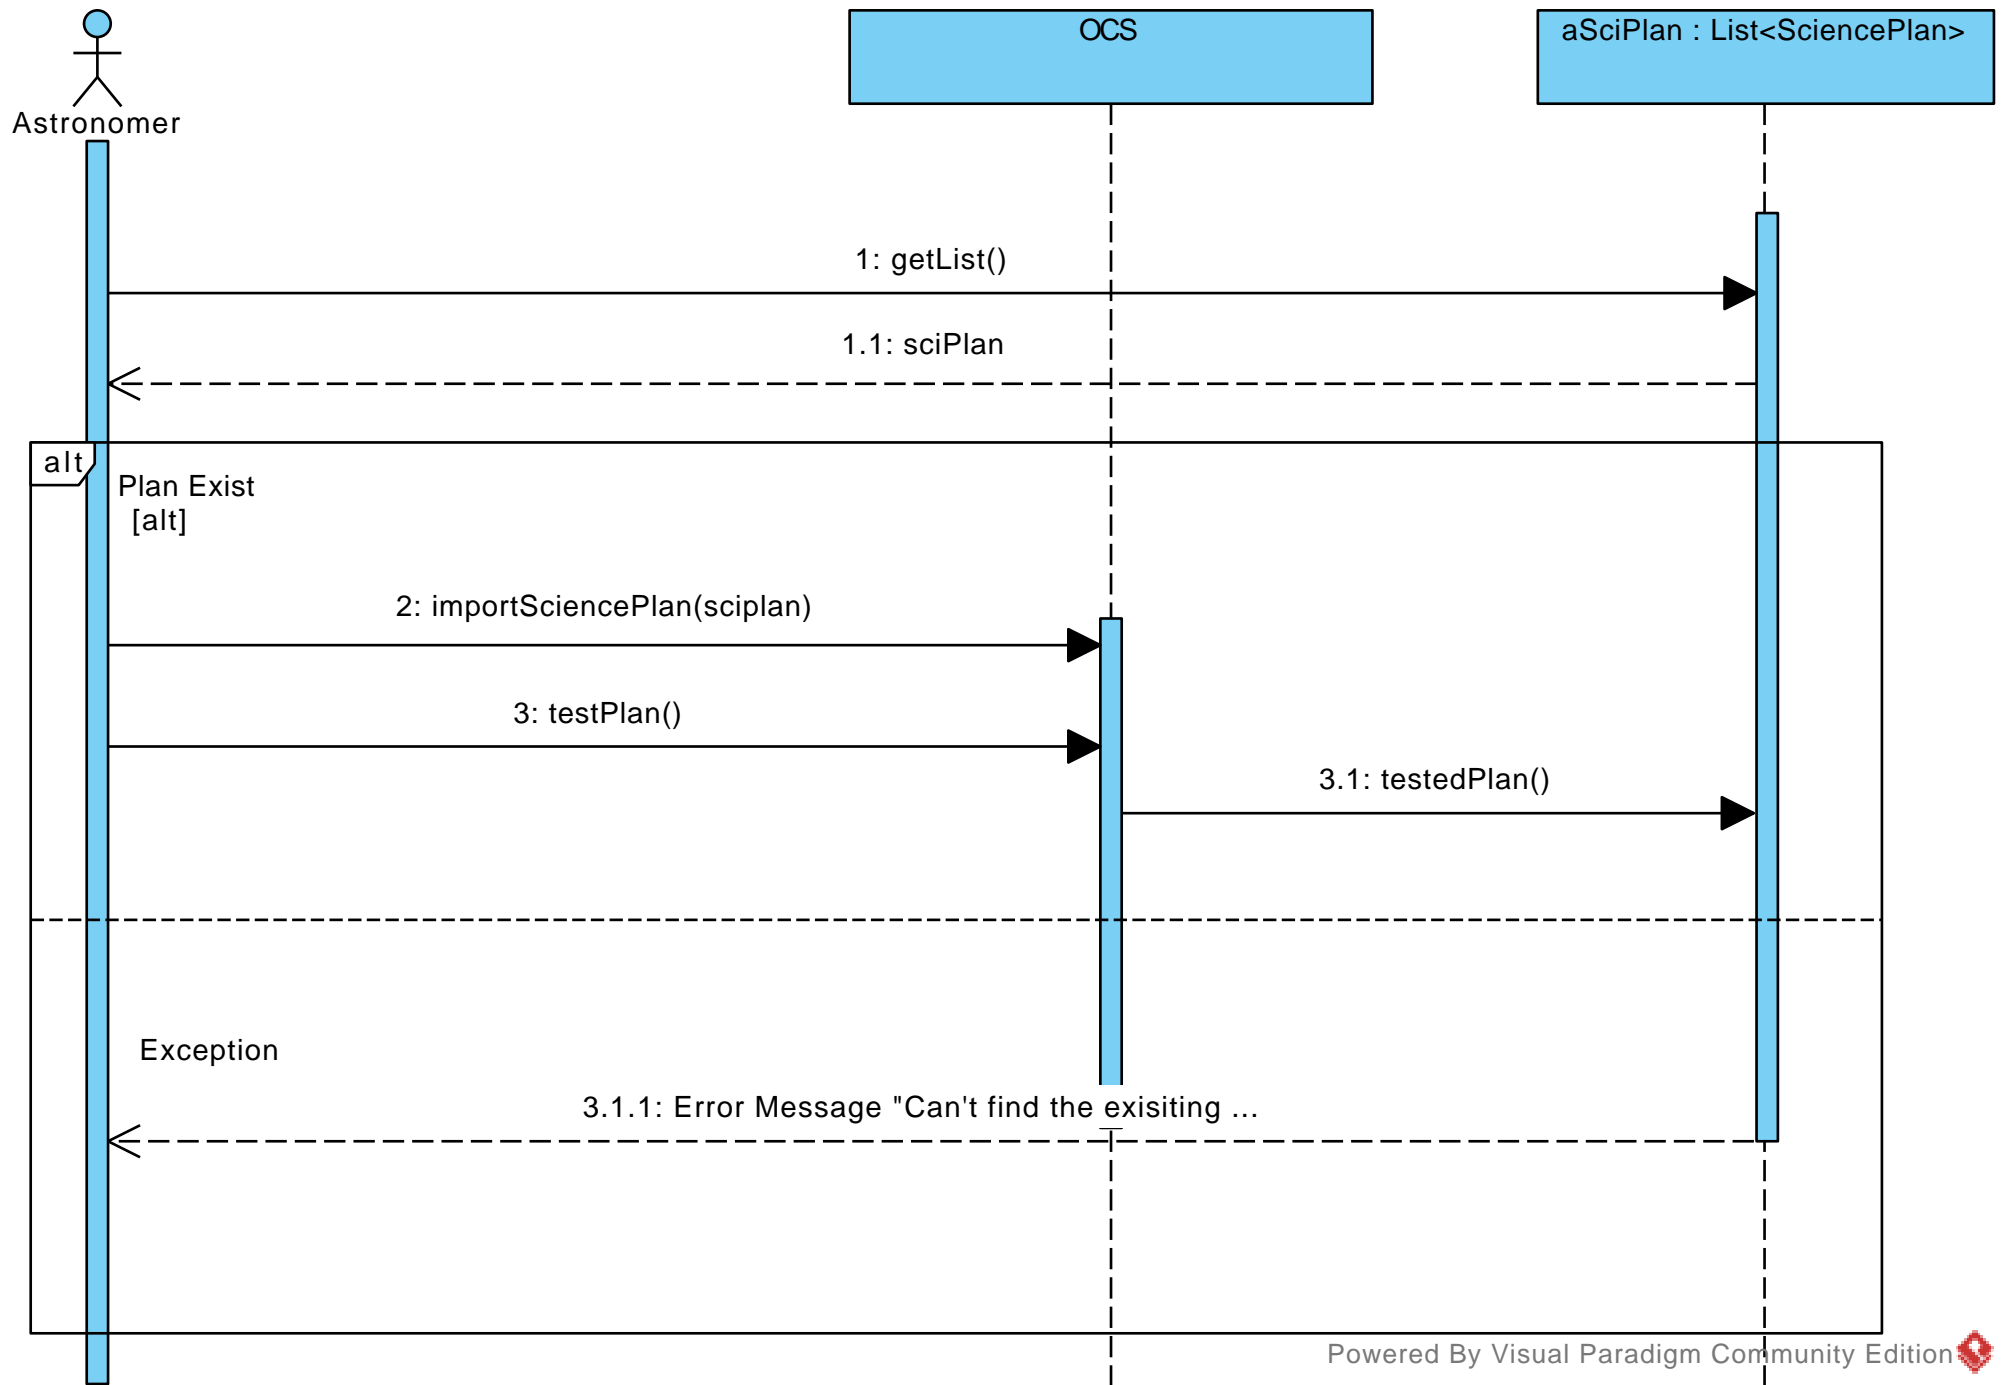 OCS
aSciPlan : List<SciencePlan>
Astronomer
1: getList()
1.1: sciPlan
alt
Plan Exist
[alt]
2: importSciencePlan(sciplan)
3: testPlan()
3.1: testedPlan()
Exception
3.1.1: Error Message "Can't find the exisiting ...
Powered By Visual Paradigm Community Edition